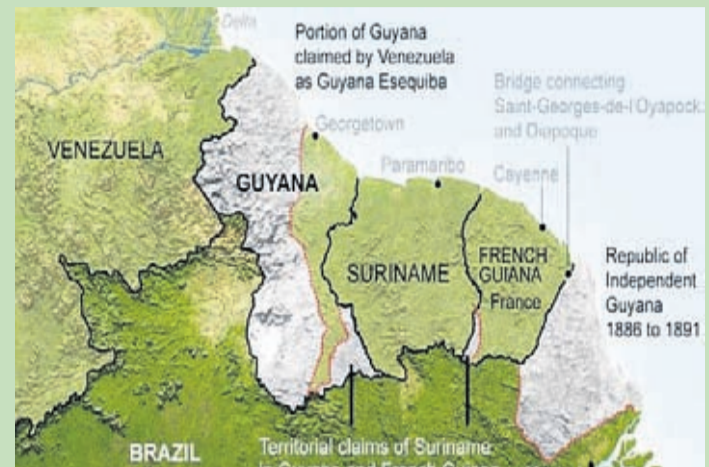 Delta
Portion of Guyana
claimed by Venezuela
as Guyana Esequiba
Bridge connecting
Saint-Georges-de-l'Oyapock
and Oiapoque
Georgetown
VENEZUELA
Paramaribo
Cayenne
GUYANA
FRENCH
GUIANA
France
SURINAME
Republic of
Independent
Guyana
1886 to 1891
BRAZIL
Territorial claims of Suriname